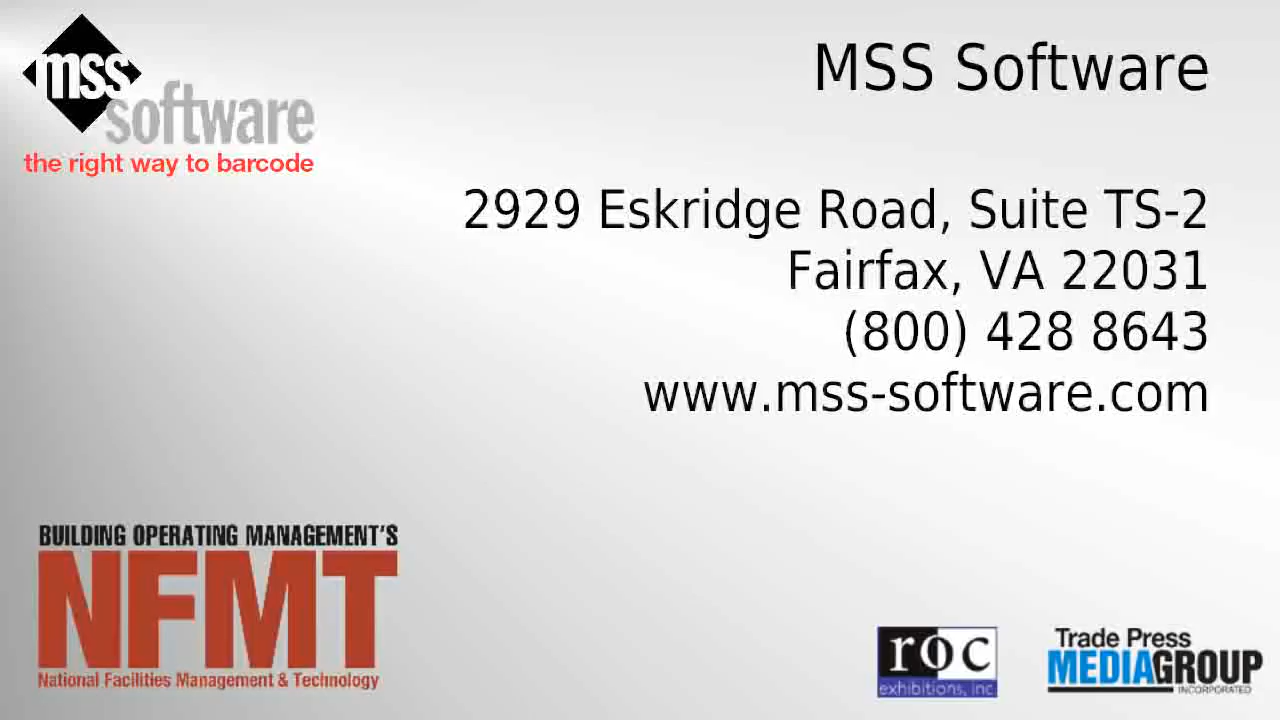 mss
software
the right way to barcode
MSS Software
2929 Eskridge Road, Suite TS-2
Fairfax, VA 22031
(800) 428 8643
www.mss-software.com
BUILDING OPERATING MANAGEMENT'S
NFMT
National Facilities Management & Technology
roc
exhibitions, inc
Trade Press
MEDIAGROUP
INCORPORATED